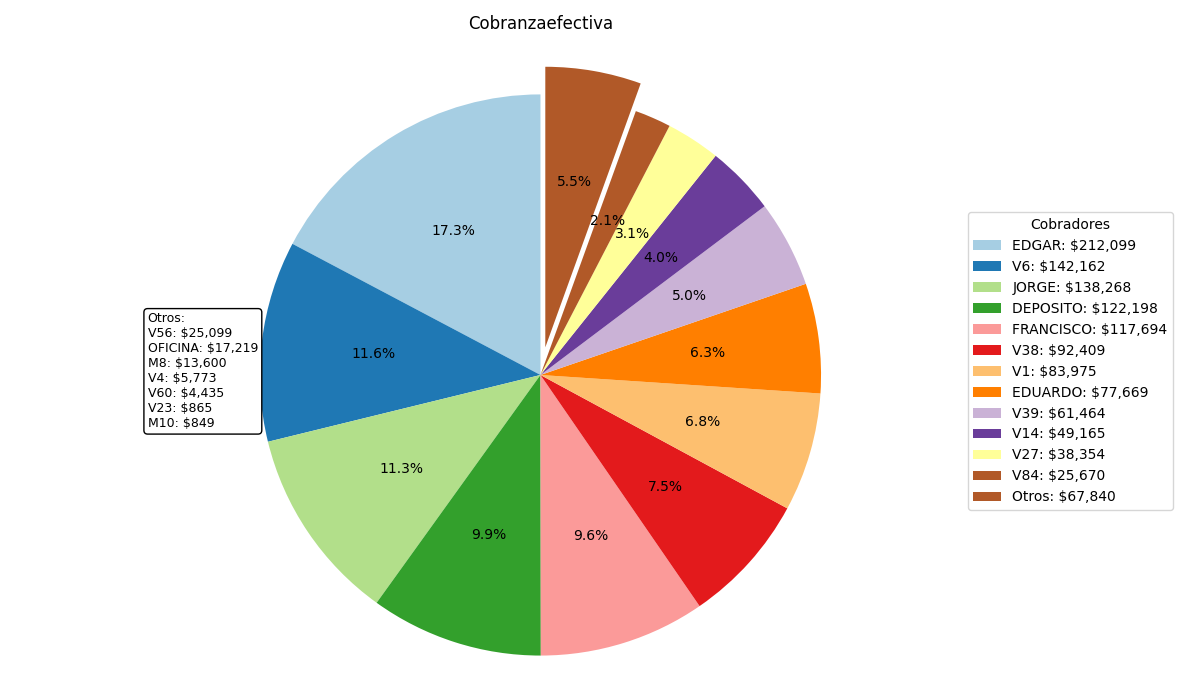 Cobranzaefectiva
5.5%
2.1%
3.1%
4.0%
17.3%
5.0%
11.6%
6.3%
6.8%
11.3%
7.5%
9.9%
9.6%
Otros:
V56: $25,099
OFICINA: $17,219
M8: $13,600
V4: $5,773
V60: $4,435
V23: $865
M10: $849
Cobradores
EDGAR: $212,099
V6: $142,162
JORGE: $138,268
DEPOSITO: $122,198
FRANCISCO: $117,694
V38: $92,409
V1: $83,975
EDUARDO: $77,669
V39: $61,464
V14: $49,165
V27: $38,354
V84: $25,670
Otros: $67,840